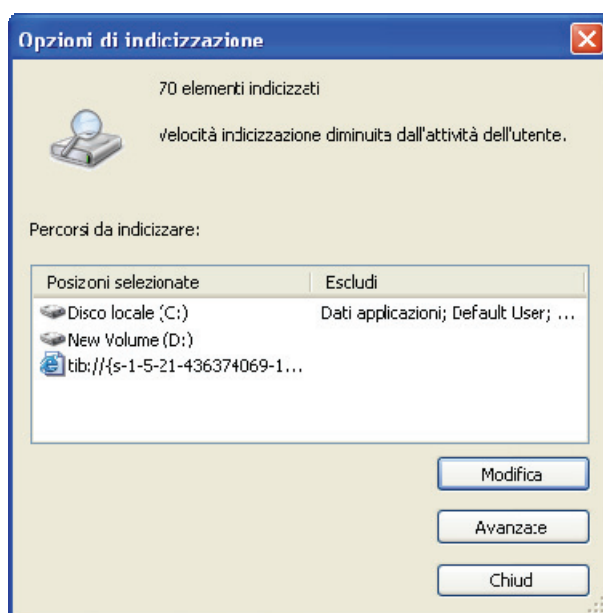 Opzioni di indicizzazione
70 elementi indicizzati
Velocità indicizzazione diminuita dall'attività dell'utente.
Percorsi da indicizzare:
Posizoni selezionate Escludi
Disco locale (C:) Dati applicazioni; Default User; ...
New Volume (D:)
tib://{s-1-5-21-436374069-1...
Modifica
Avanzate
Chiud